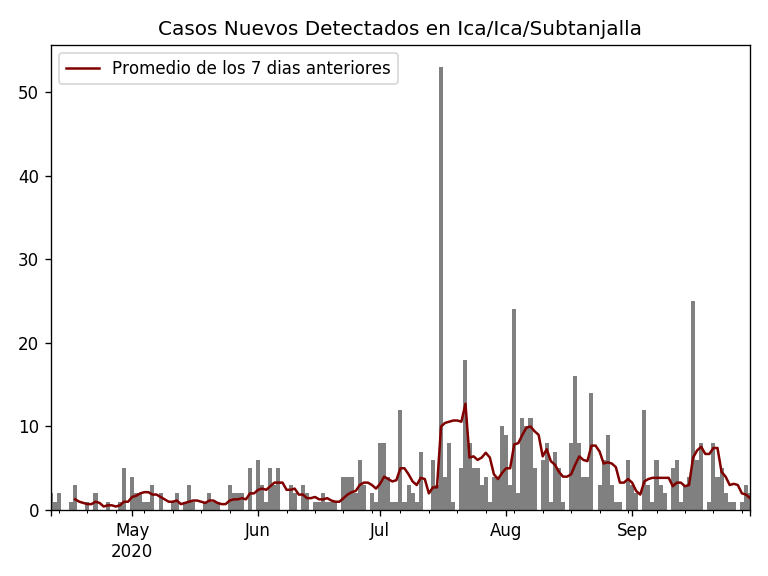 Casos Nuevos Detectados en Ica/Ica/Subtanjalla
Promedio de los 7 dias anteriores
50
40
30
20
10
0
May Jun Jul Aug Sep
2020